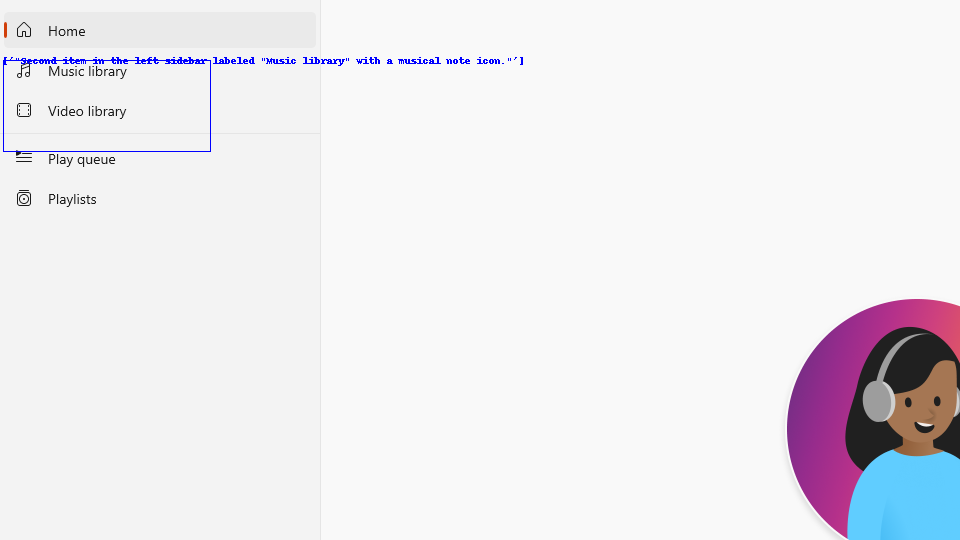 Home
['"Second item in the left sidebar labeled "Music library" with a musical note icon."']
Music library
Video library
Play queue
Playlists